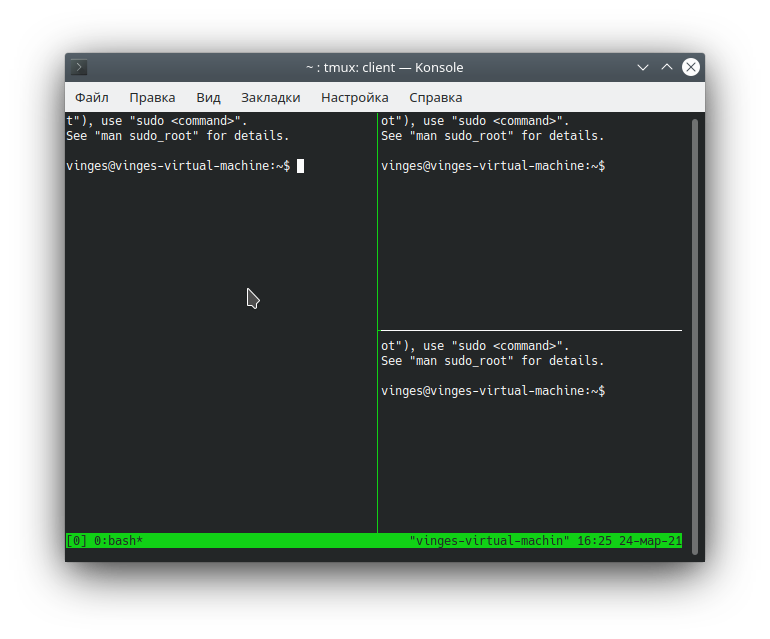 ~ : tmux: client — Konsole
Файл Правка Вид Закладки Настройка Справка
t"), use "sudo <command>".
See "man sudo_root" for details.
vinges@vinges-virtual-machine:~$
ot"), use "sudo <command>".
See "man sudo_root" for details.
vinges@vinges-virtual-machine:~$
ot"), use "sudo <command>".
See "man sudo_root" for details.
vinges@vinges-virtual-machine:~$
[0] 0:bash* "vinges-virtual-machin" 16:25 24-мар-21